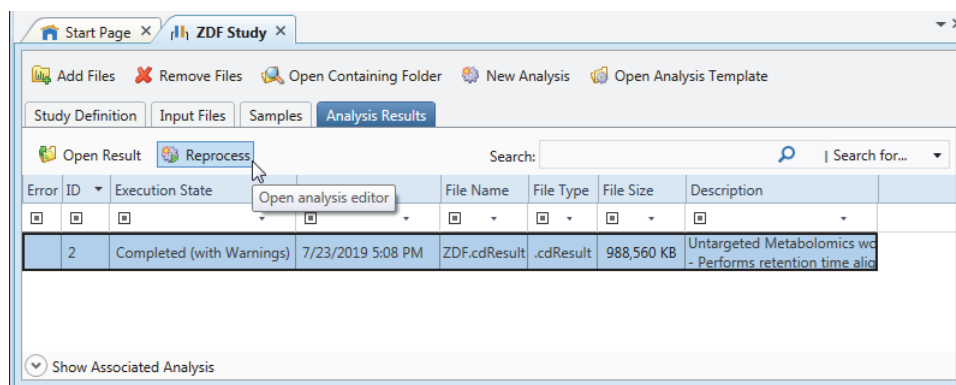 Start Page ZDF Study
Add Files Remove Files Open Containing Folder New Analysis Open Analysis Template
Study Definition Input Files Samples Analysis Results
Open Result Reprocess Search: | Search for...
Error ID Execution State File Name File Type File Size Description
Open analysis editor
2 Completed (with Warnings) 7/23/2019 5:08 PM ZDF.cdResult .cdResult 988,560 KB Untargeted Metabolomics wo
- Performs retention time alig
Show Associated Analysis